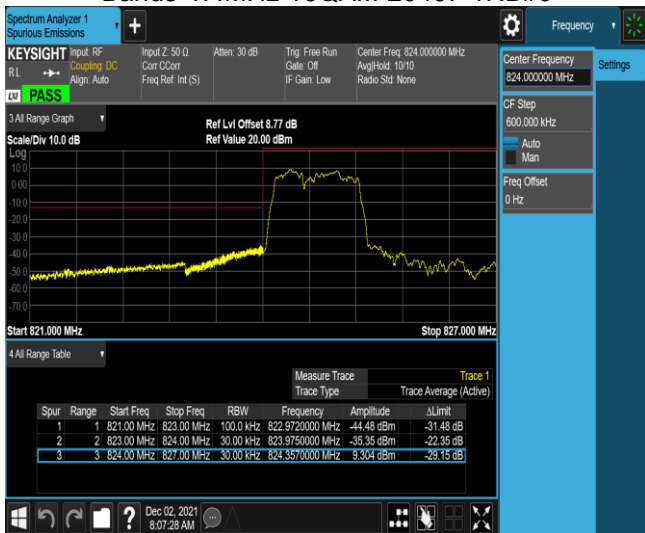 Spectrum Analyzer 1
Spurious Emissions
+
Frequency
KEYSIGHT
RL
LXI PASS
Input: RF
Coupling: DC
Align: Auto
Input Z: 50 Ω
Corr CCorr
Freq Ref: Int (S)
Atten: 30 dB
Trig: Free Run
Gate: Off
IF Gain: Low
Center Freq: 824.000000 MHz
Avg|Hold: 10/10
Radio Std: None
Center Frequency
824.000000 MHz
Settings
CF Step
600.000 kHz
Auto
Man
Freq Offset
0 Hz
3 All Range Graph
Scale/Div 10.0 dB
Ref Lvl Offset 8.77 dB
Ref Value 20.00 dBm
Log
10.0
0.00
-10.0
-20.0
-30.0
-40.0
-50.0
-60.0
-70.0
Start 821.000 MHz
Stop 827.000 MHz
4 All Range Table
Measure Trace Trace 1
Trace Type Trace Average (Active)
Spur Range Start Freq Stop Freq RBW Frequency Amplitude ΔLimit
1 1 821.00 MHz 823.00 MHz 100.0 kHz 822.9720000 MHz -44.48 dBm -31.48 dB
2 2 823.00 MHz 824.00 MHz 30.00 kHz 823.9750000 MHz -35.35 dBm -22.35 dB
3 3 824.00 MHz 827.00 MHz 30.00 kHz 824.3570000 MHz 9.304 dBm -29.15 dB
?
Dec 02, 2021
8:07:28 AM